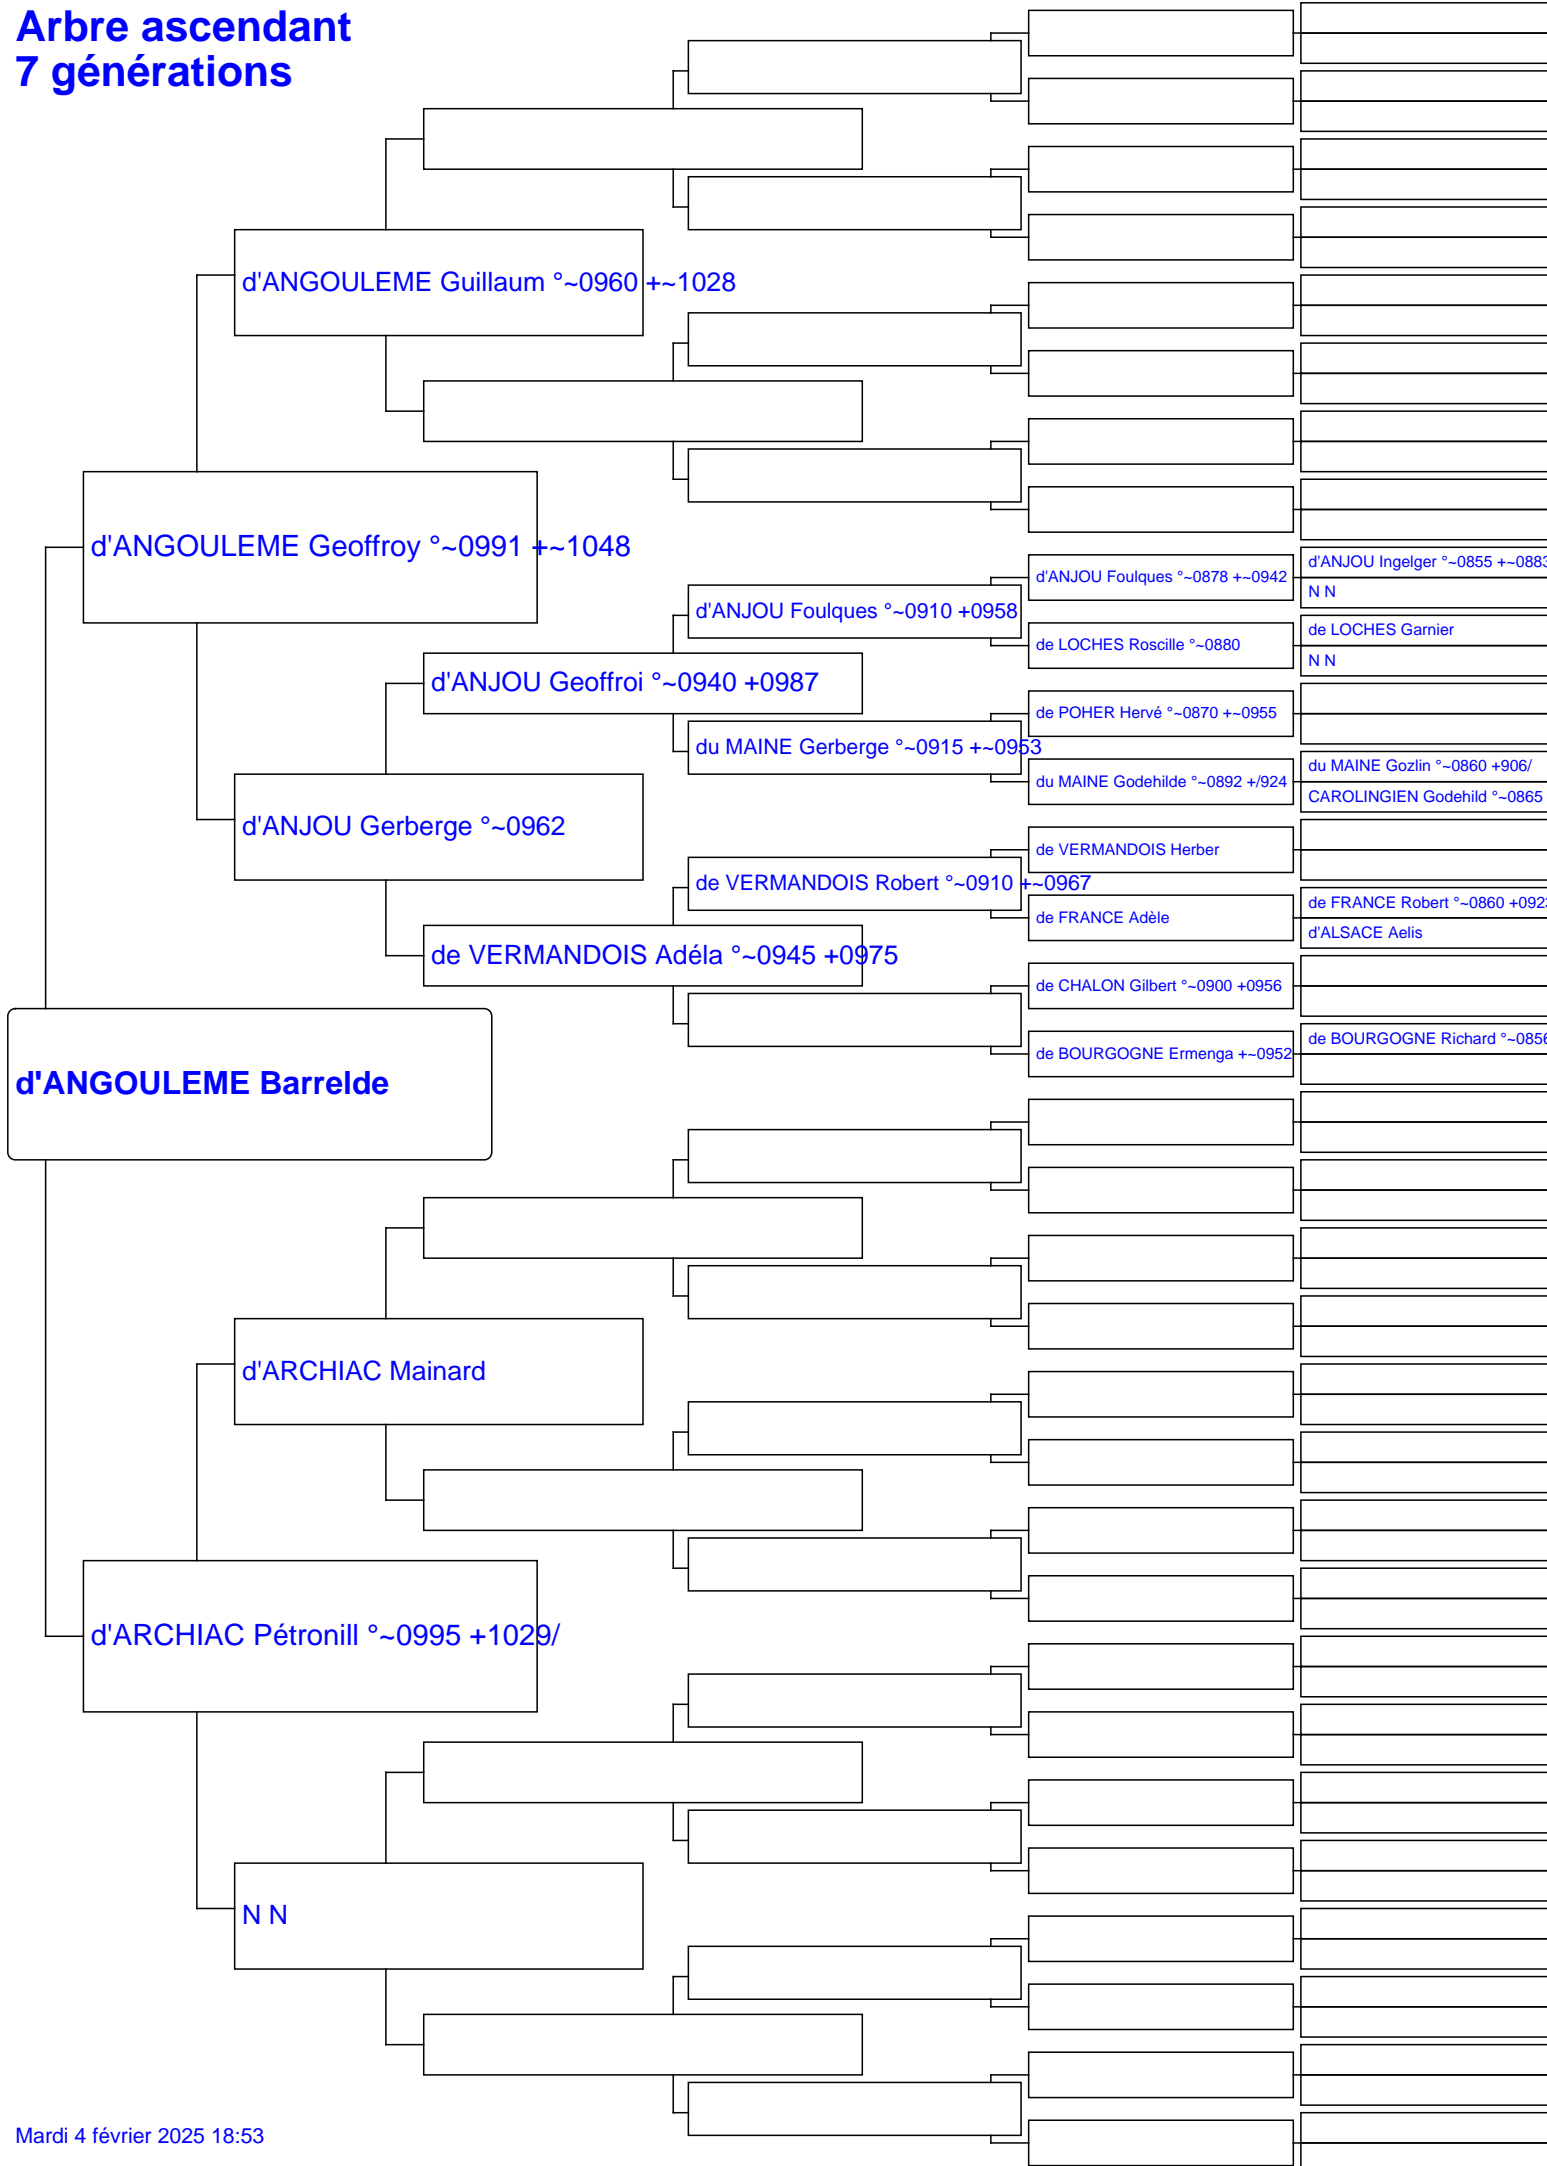 Arbre ascendant
7 générations
d'ANGOULEME Guillaum °~0960 +~1028
d'ANGOULEME Geoffroy °~0991 +~1048
d'ANJOU Ingelger °~0855 +~0883
d'ANJOU Foulques °~0878 +~0942
N N
d'ANJOU Foulques °~0910 +0958
de LOCHES Garnier
de LOCHES Roscille °~0880
N N
d'ANJOU Geoffroi °~0940 +0987
de POHER Hervé °~0870 +~0955
du MAINE Gerberge °~0915 +~0953
du MAINE Gozlin °~0860 +906/
du MAINE Godehilde °~0892 +/924
CAROLINGIEN Godehild °~0865
d'ANJOU Gerberge °~0962
de VERMANDOIS Herber
de VERMANDOIS Robert °~0910 +~0967
de FRANCE Robert °~0860 +0923
de FRANCE Adèle
d'ALSACE Aelis
de VERMANDOIS Adéla °~0945 +0975
de CHALON Gilbert °~0900 +0956
de BOURGOGNE Richard °~0856
de BOURGOGNE Ermenga +~0952
d'ANGOULEME Barrelde
d'ARCHIAC Mainard
d'ARCHIAC Pétronill °~0995 +1029/
N N
Mardi 4 février 2025 18:53